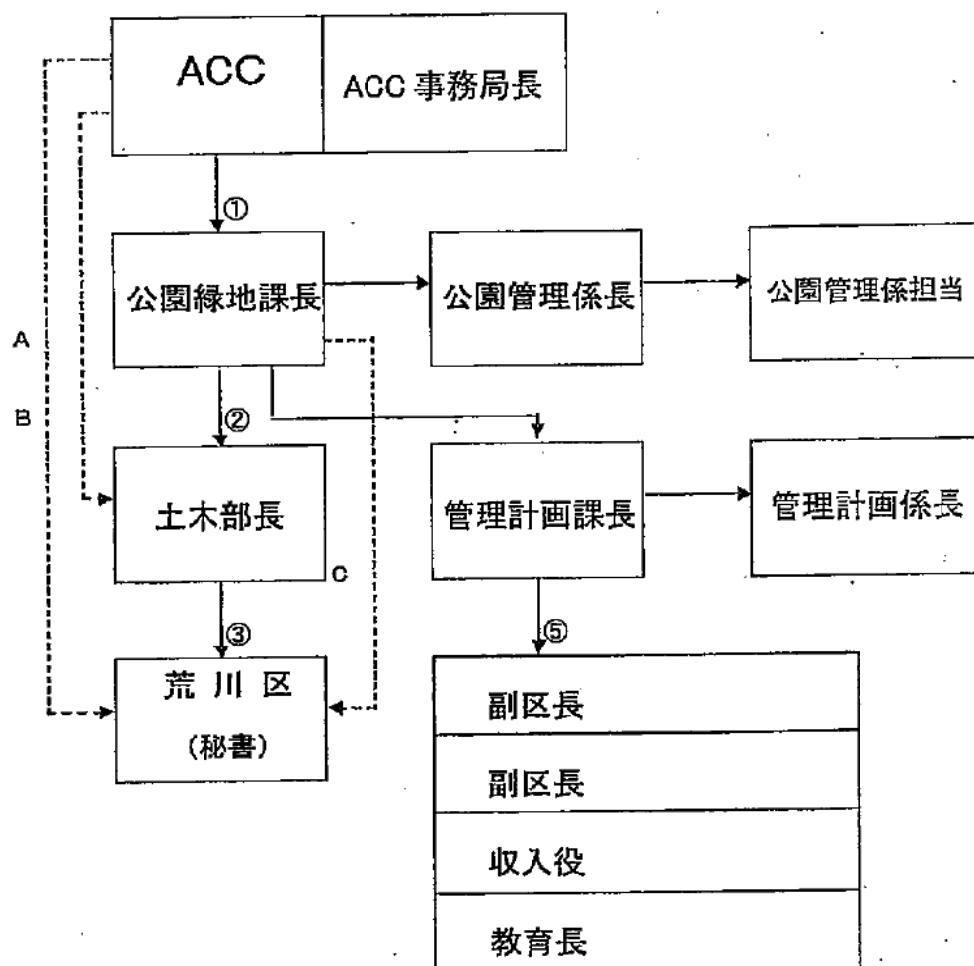 ACC
ACC 事務局長
①
公園緑地課長
公園管理係長
公園管理係担当
A
B
②
土木部長
管理計画課長
管理計画係長
C
③
⑤
荒川区
(秘書)
副区長
副区長
収入役
教育長